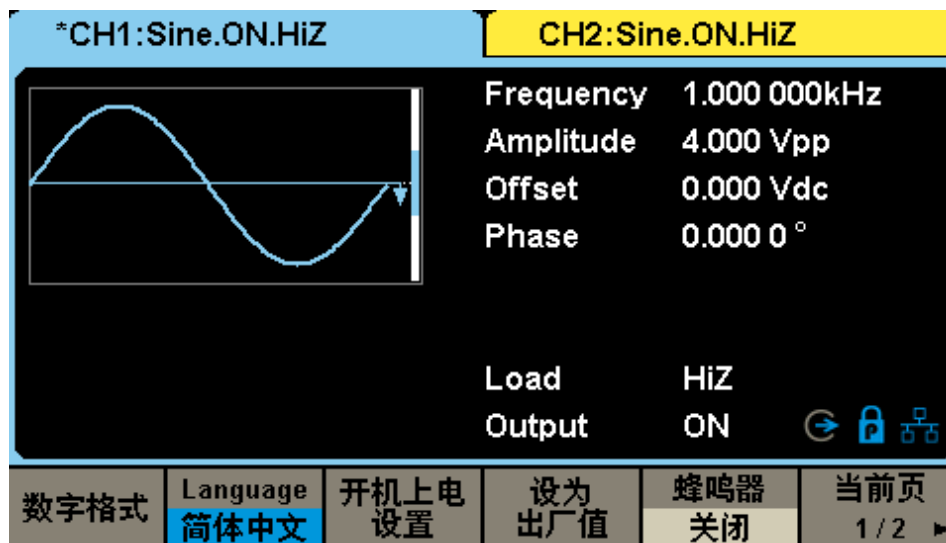 *CH1:Sine.ON.HiZ
CH2:Sine.ON.HiZ
Frequency 1.000 000kHz
Amplitude 4.000 Vpp
Offset 0.000 Vdc
Phase 0.000 0 °
Load HiZ
Output ON
P
数字格式
Language
简体中文
开机上电
设置
设为
出厂值
蜂鸣器
关闭
当前页
1/2